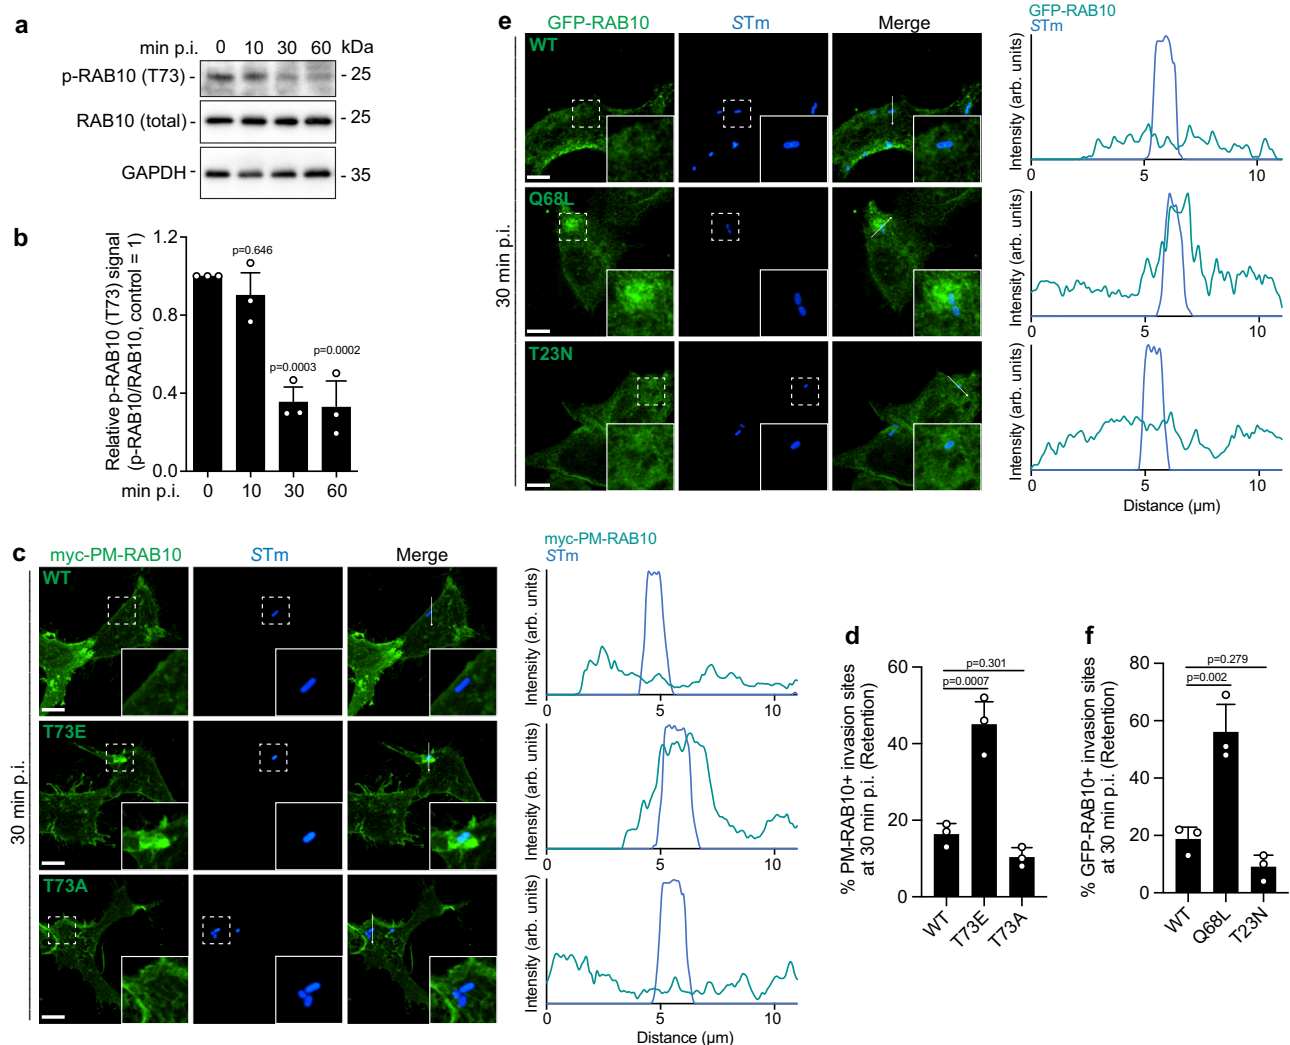 a
min p.i. 0 10 30 60 kDa
p-RAB10 (T73) - - 25
RAB10 (total) - - 25
GAPDH - - 35
b
Relative p-RAB10 (T73) signal
(p-RAB10/RAB10, control = 1)
1.2
0.8
0.4
0.0
p=0.646
p=0.0003
p=0.0002
min p.i. 0 10 30 60
c
myc-PM-RAB10 STm Merge
30 min p.i.
WT
T73E
T73A
myc-PM-RAB10
STm
Intensity (arb. units)
0 5 10
Intensity (arb. units)
0 5 10
Intensity (arb. units)
0 5 10
Distance (µm)
d
% PM-RAB10+ invasion sites
at 30 min p.i. (Retention)
60
40
20
0
p=0.301
p=0.0007
WT T73E T73A
e
GFP-RAB10 STm Merge
30 min p.i.
WT
Q68L
T23N
GFP-RAB10
STm
Intensity (arb. units)
0 5 10
Intensity (arb. units)
0 5 10
Intensity (arb. units)
0 5 10
Distance (µm)
f
% GFP-RAB10+ invasion sites
at 30 min p.i. (Retention)
80
60
40
20
0
p=0.279
p=0.002
WT Q68L T23N